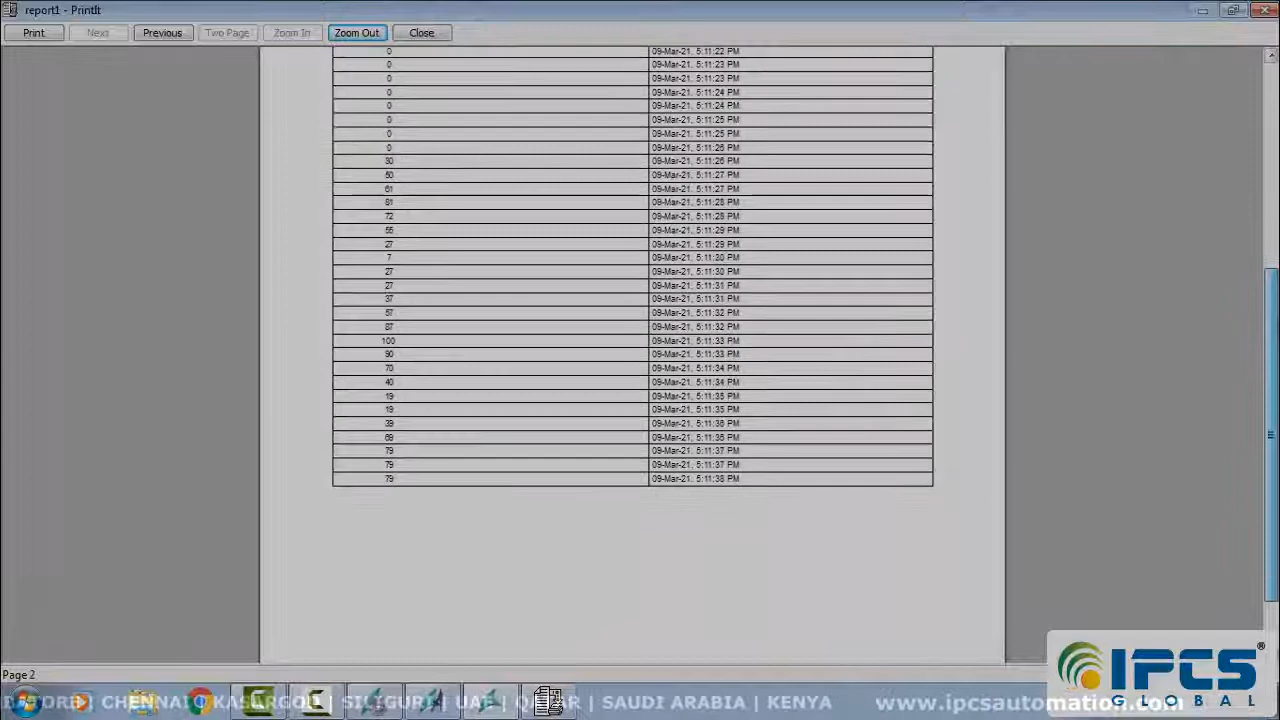 report1 - PrintIt
Print Next Previous Two Page Zoom In Zoom Out Close
0 09-Mar-21, 5:11:22 PM
0 09-Mar-21, 5:11:23 PM
0 09-Mar-21, 5:11:23 PM
0 09-Mar-21, 5:11:24 PM
0 09-Mar-21, 5:11:24 PM
0 09-Mar-21, 5:11:25 PM
0 09-Mar-21, 5:11:25 PM
0 09-Mar-21, 5:11:26 PM
30 09-Mar-21, 5:11:26 PM
50 09-Mar-21, 5:11:27 PM
61 09-Mar-21, 5:11:27 PM
81 09-Mar-21, 5:11:28 PM
72 09-Mar-21, 5:11:28 PM
55 09-Mar-21, 5:11:29 PM
27 09-Mar-21, 5:11:29 PM
7 09-Mar-21, 5:11:30 PM
27 09-Mar-21, 5:11:30 PM
27 09-Mar-21, 5:11:31 PM
37 09-Mar-21, 5:11:31 PM
57 09-Mar-21, 5:11:32 PM
87 09-Mar-21, 5:11:32 PM
100 09-Mar-21, 5:11:33 PM
90 09-Mar-21, 5:11:33 PM
70 09-Mar-21, 5:11:34 PM
40 09-Mar-21, 5:11:34 PM
19 09-Mar-21, 5:11:35 PM
19 09-Mar-21, 5:11:35 PM
39 09-Mar-21, 5:11:36 PM
69 09-Mar-21, 5:11:36 PM
79 09-Mar-21, 5:11:37 PM
79 09-Mar-21, 5:11:37 PM
79 09-Mar-21, 5:11:38 PM
Page 2
IPCS ®
GLOBAL
| CHENNAI | KASARGOD | SILIGURI | UAE | QATAR | SAUDI ARABIA | KENYA www.ipcsautomation.com